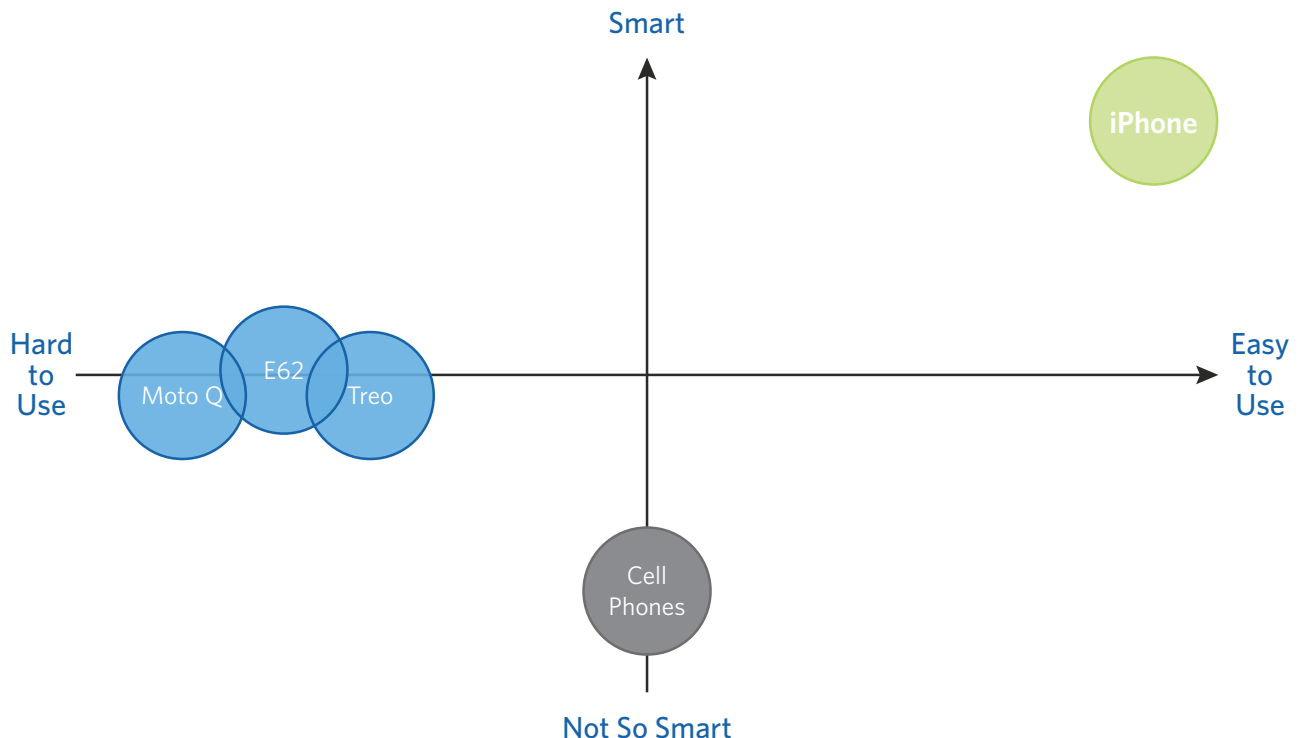 Smart
iPhone
Hard
to
Use
Moto Q
E62
Treo
Easy
to
Use
Cell
Phones
Not So Smart